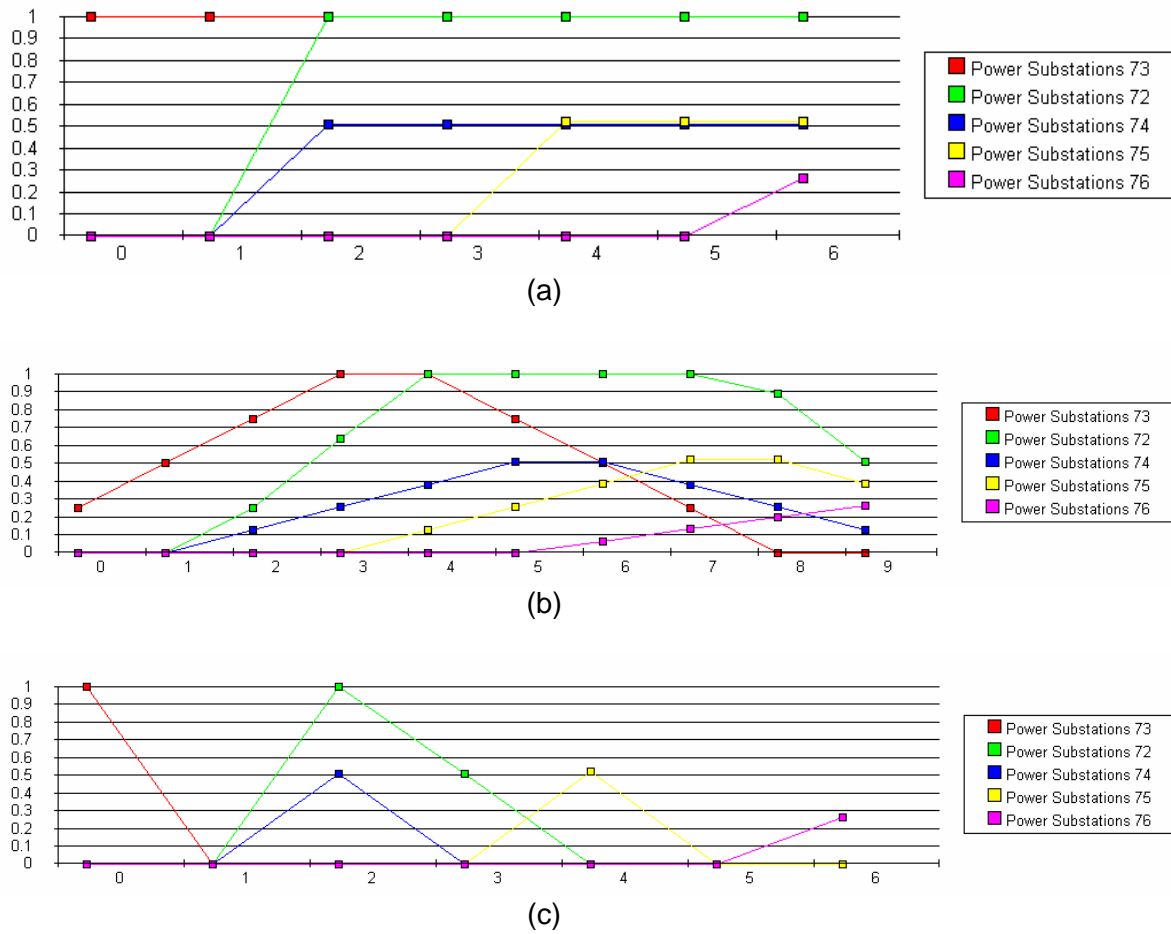 1
0.9
0.8
0.7
0.6
0.5
0.4
0.3
0.2
0.1
0
0 1 2 3 4 5 6
Power Substations 73
Power Substations 72
Power Substations 74
Power Substations 75
Power Substations 76
(a)
1
0.9
0.8
0.7
0.6
0.5
0.4
0.3
0.2
0.1
0
0 1 2 3 4 5 6 7 8 9
Power Substations 73
Power Substations 72
Power Substations 74
Power Substations 75
Power Substations 76
(b)
1
0.9
0.8
0.7
0.6
0.5
0.4
0.3
0.2
0.1
0
0 1 2 3 4 5 6
Power Substations 73
Power Substations 72
Power Substations 74
Power Substations 75
Power Substations 76
(c)